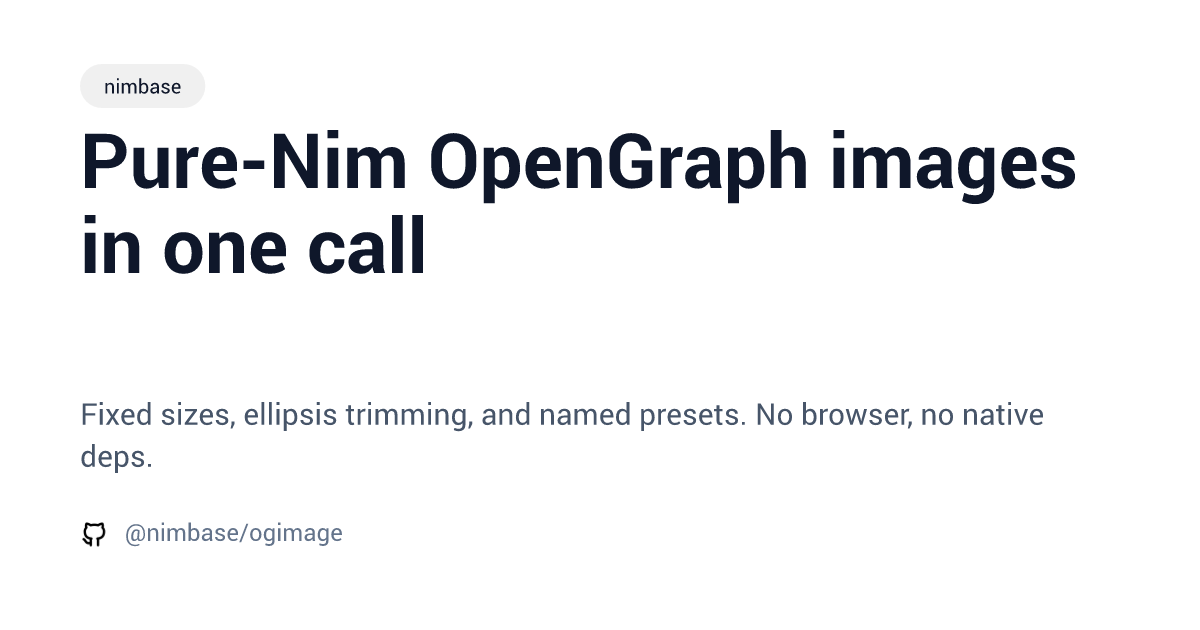 nimbase
Pure-Nim OpenGraph images
in one call
Fixed sizes, ellipsis trimming, and named presets. No browser, no native
deps.
@nimbase/ogimage